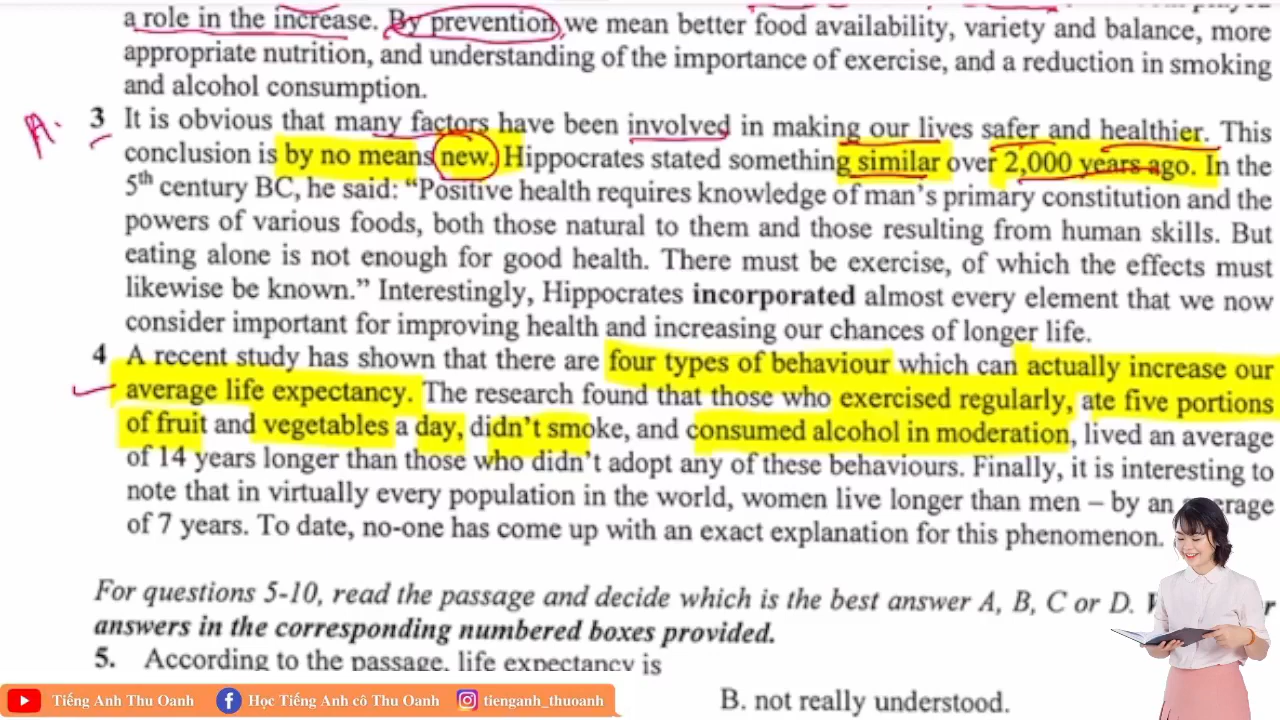 a role in the increase. By prevention we mean better food availability, variety and balance, more
appropriate nutrition, and understanding of the importance of exercise, and a reduction in smoking
and alcohol consumption.
A. 3 It is obvious that many factors have been involved in making our lives safer and healthier. This
conclusion is by no means new. Hippocrates stated something similar over 2,000 years ago. In the
5th century BC, he said: “Positive health requires knowledge of man’s primary constitution and the
powers of various foods, both those natural to them and those resulting from human skills. But
eating alone is not enough for good health. There must be exercise, of which the effects must
likewise be known.” Interestingly, Hippocrates incorporated almost every element that we now
consider important for improving health and increasing our chances of longer life.
4 A recent study has shown that there are four types of behaviour which can actually increase our
average life expectancy. The research found that those who exercised regularly, ate five portions
of fruit and vegetables a day, didn’t smoke, and consumed alcohol in moderation, lived an average
of 14 years longer than those who didn’t adopt any of these behaviours. Finally, it is interesting to
note that in virtually every population in the world, women live longer than men – by an
of 7 years. To date, no-one has come up with an exact explanation for this phenomenon.
For questions 5-10, read the passage and decide which is the best answer A, B, C or D.
answers in the corresponding numbered boxes provided.
5. According to the passage, life expectancy is
B. not really understood.
Tiếng Anh Thu Oanh Học Tiếng Anh cô Thu Oanh tienganh_thuoanh